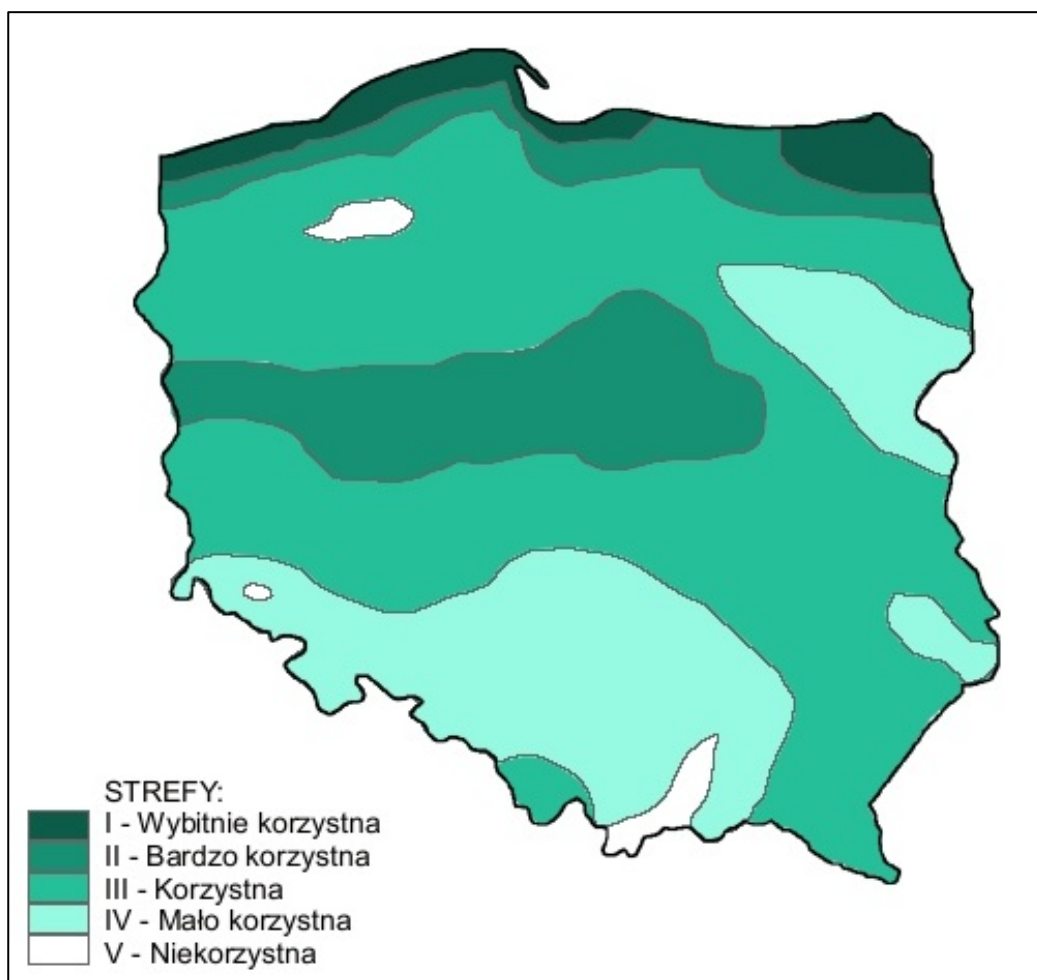 STREFY:
I - Wybitnie korzystna
II - Bardzo korzystna
III - Korzystna
IV - Mało korzystna
V - Niekorzystna